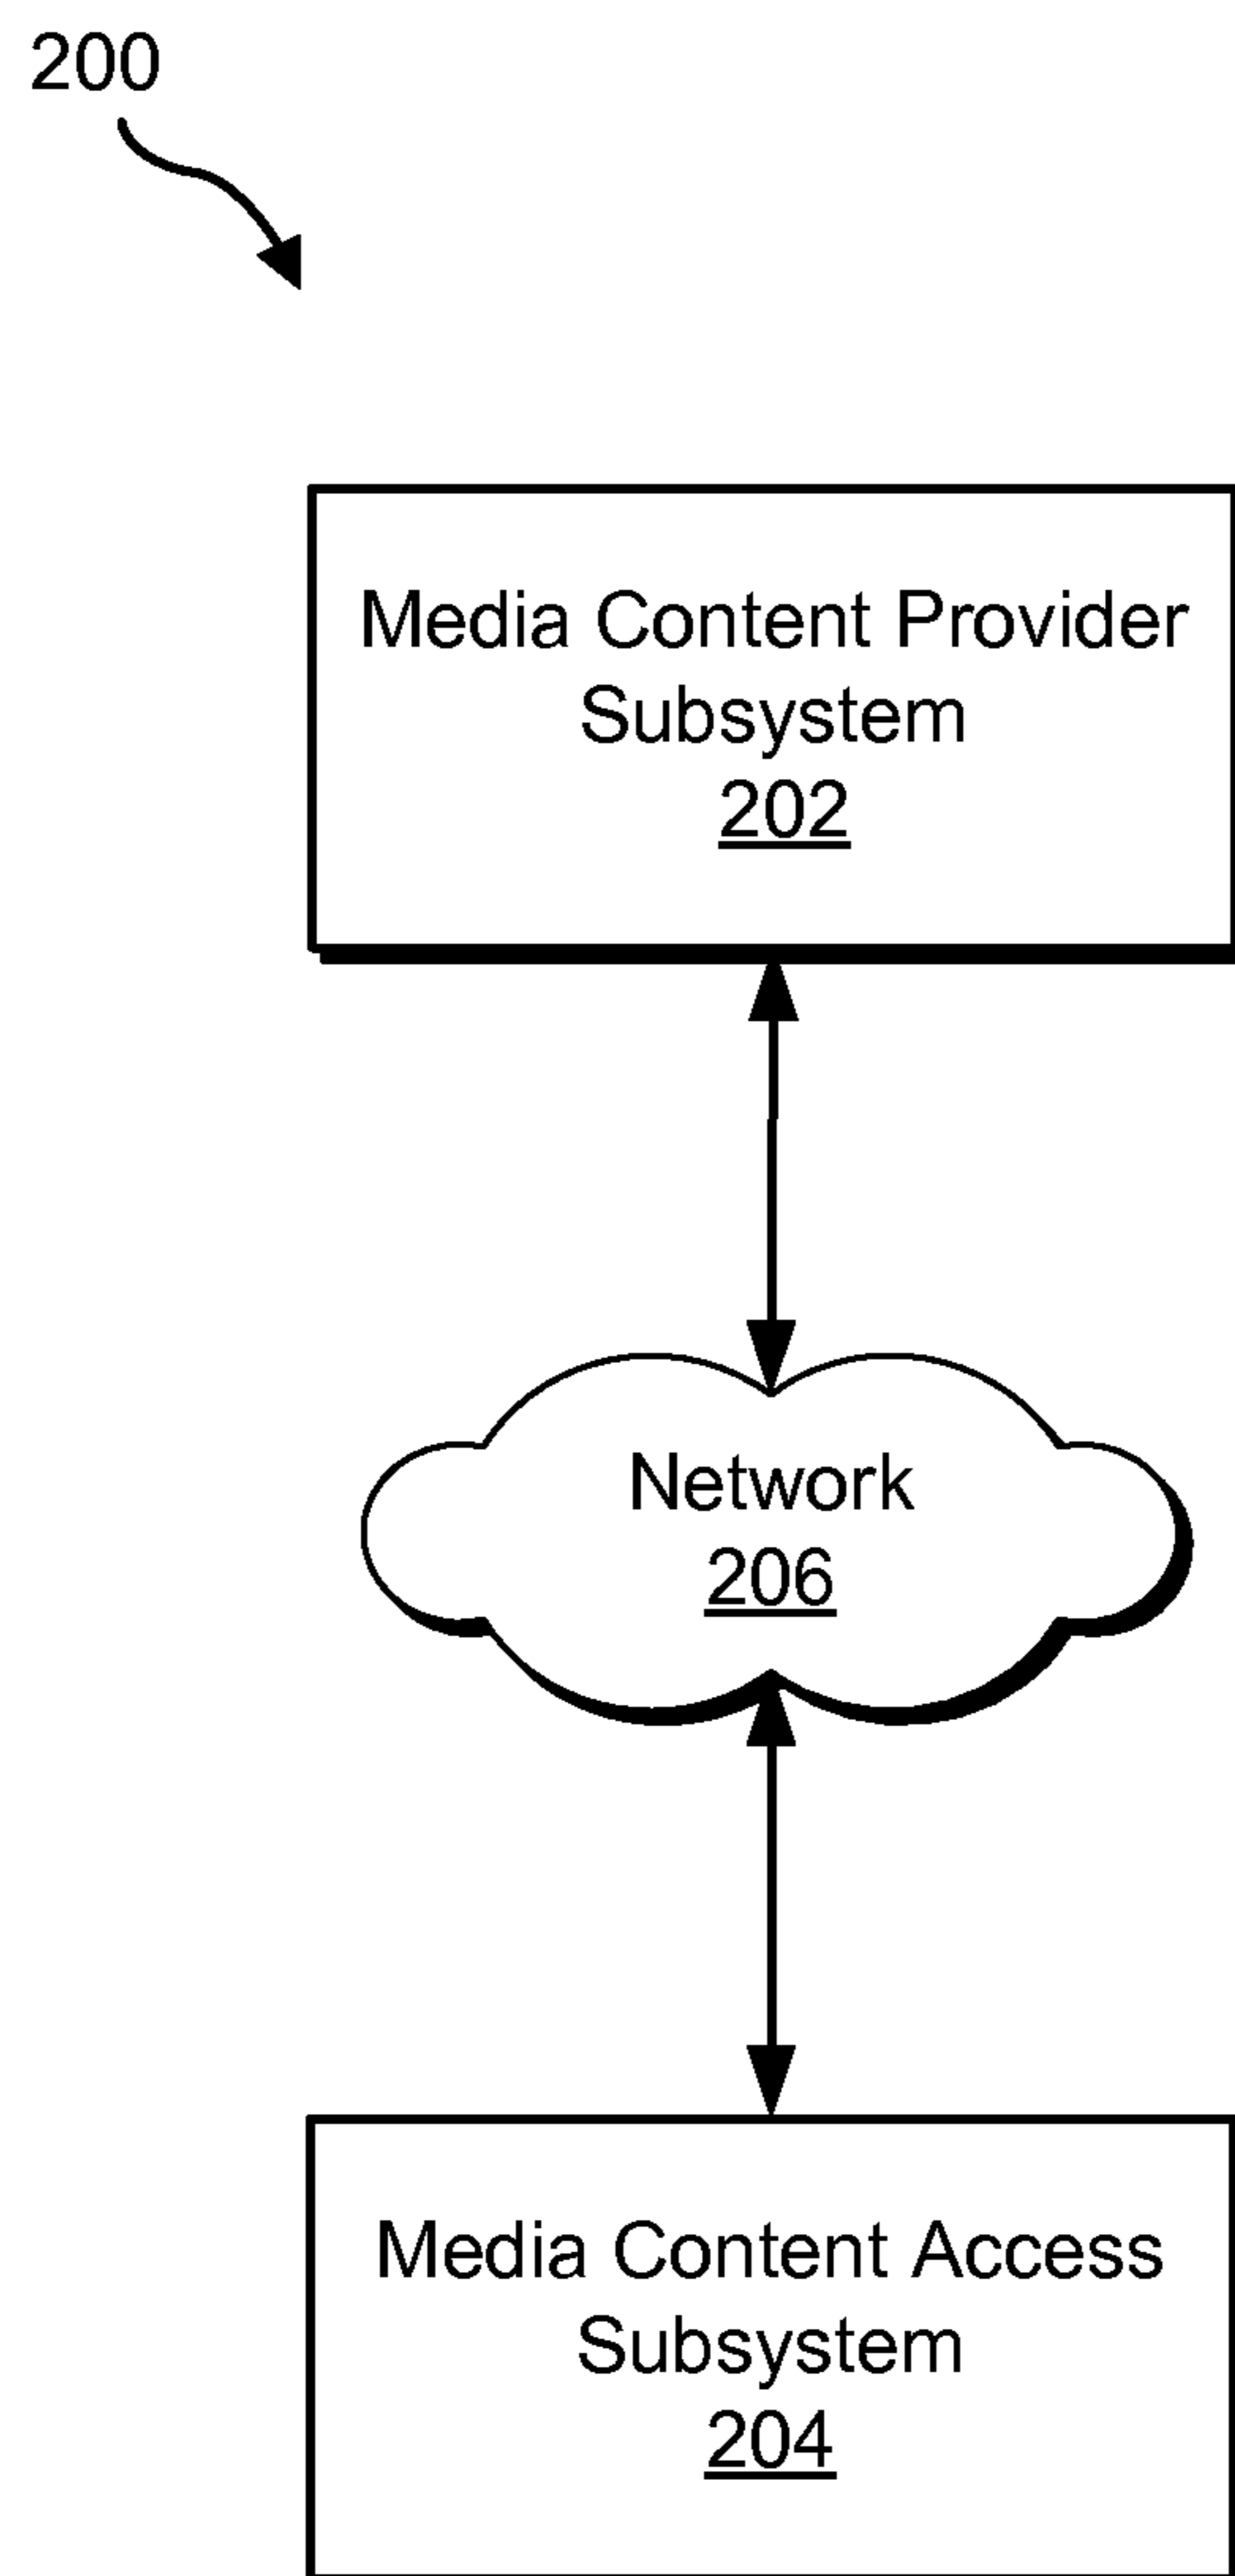 200
Media Content Provider
Subsystem
202
Network
206
Media Content Access
Subsystem
204